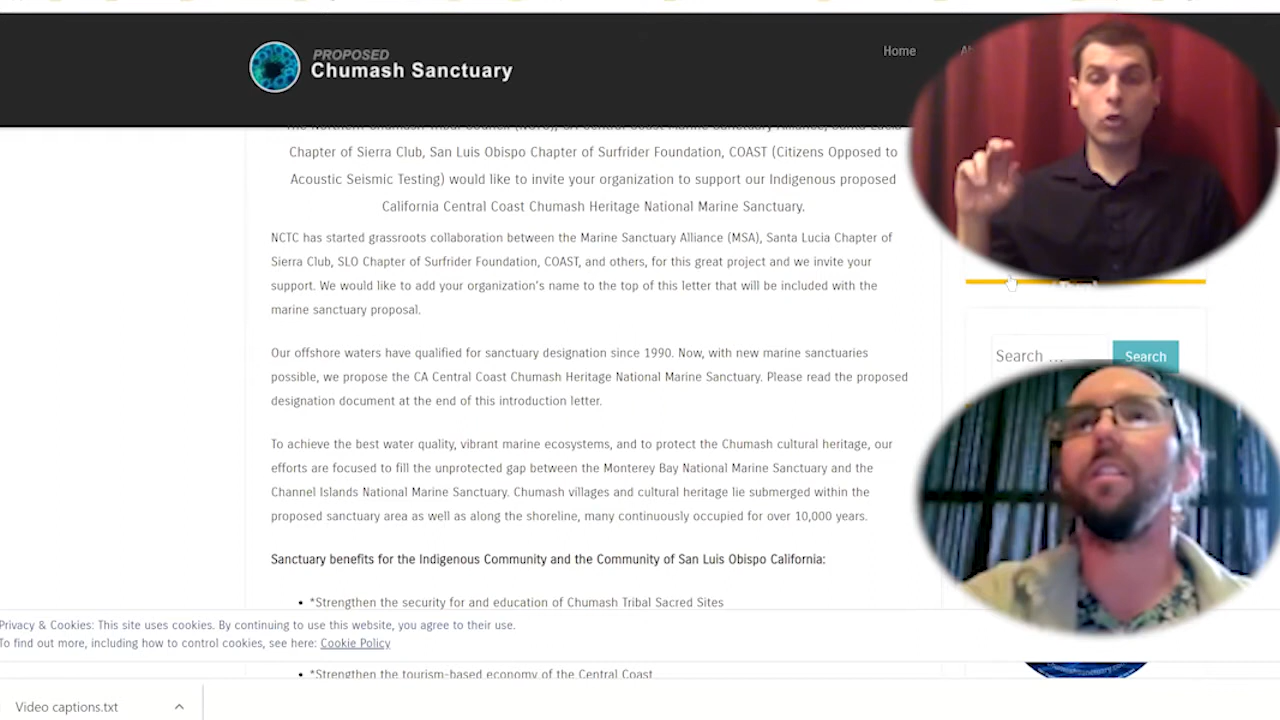 PROPOSED
Chumash Sanctuary
Home
The Northern Chumash Tribal Council (NCTC), CA Central Coast Marine Sanctuary Alliance, Santa Lucia
Chapter of Sierra Club, San Luis Obispo Chapter of Surfrider Foundation, COAST (Citizens Opposed to
Acoustic Seismic Testing) would like to invite your organization to support our Indigenous proposed
California Central Coast Chumash Heritage National Marine Sanctuary.
NCTC has started grassroots collaboration between the Marine Sanctuary Alliance (MSA), Santa Lucia Chapter of
Sierra Club, SLO Chapter of Surfrider Foundation, COAST, and others, for this great project and we invite your
support. We would like to add your organization's name to the top of this letter that will be included with the
marine sanctuary proposal.
Our offshore waters have qualified for sanctuary designation since 1990. Now, with new marine sanctuaries
possible, we propose the CA Central Coast Chumash Heritage National Marine Sanctuary. Please read the proposed
designation document at the end of this introduction letter.
Search …
Search
To achieve the best water quality, vibrant marine ecosystems, and to protect the Chumash cultural heritage, our
efforts are focused to fill the unprotected gap between the Monterey Bay National Marine Sanctuary and the
Channel Islands National Marine Sanctuary. Chumash villages and cultural heritage lie submerged within the
proposed sanctuary area as well as along the shoreline, many continuously occupied for over 10,000 years.
Sanctuary benefits for the Indigenous Community and the Community of San Luis Obispo California:
• *Strengthen the security for and education of Chumash Tribal Sacred Sites
Privacy & Cookies: This site uses cookies. By continuing to use this website, you agree to their use.
To find out more, including how to control cookies, see here: Cookie Policy
• *Strengthen the tourism-based economy of the Central Coast
Video captions.txt